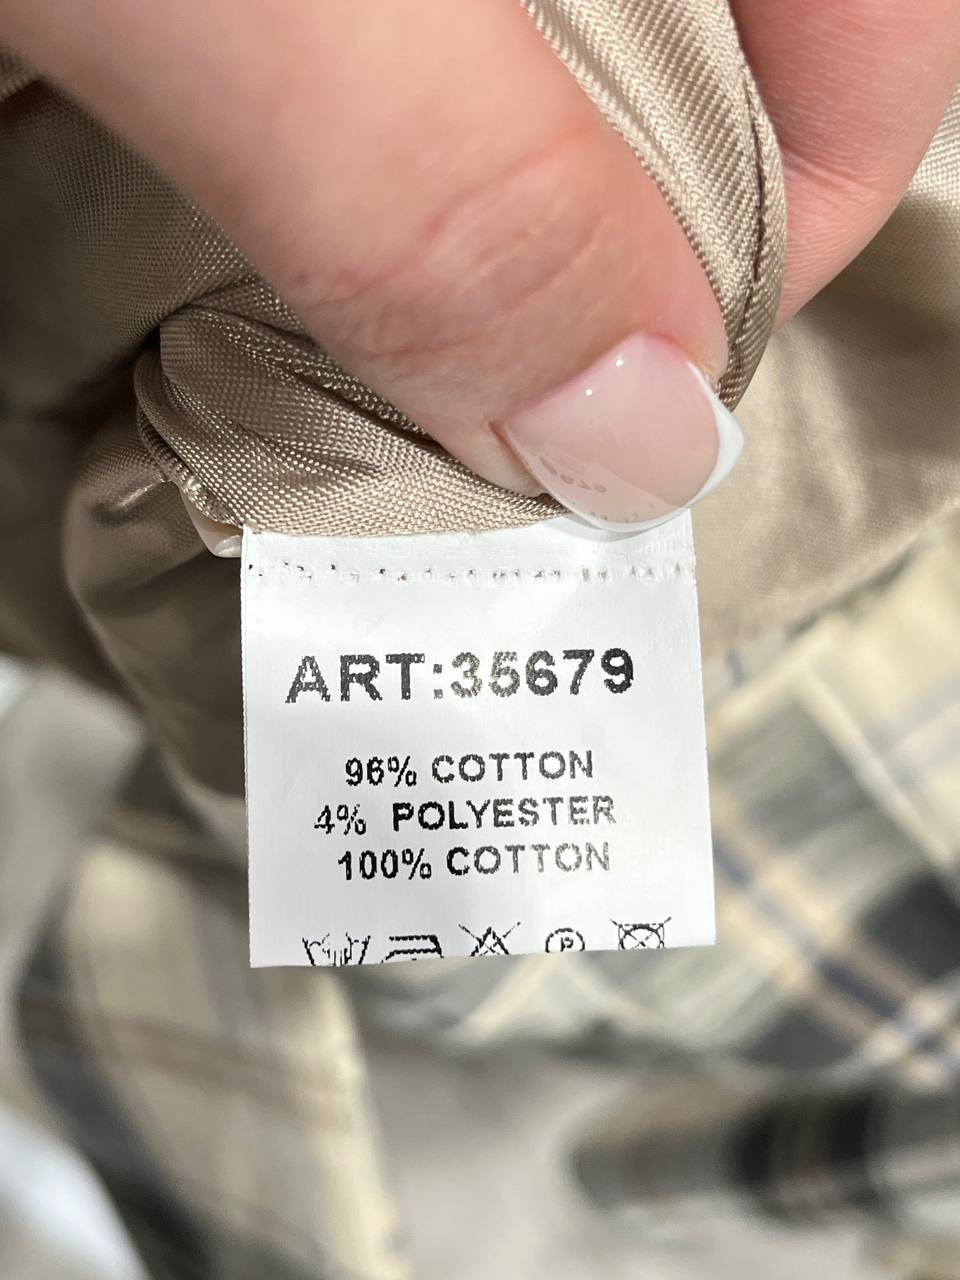 ART:35679
96% COTTON
4% POLYESTER
100% COTTON
P